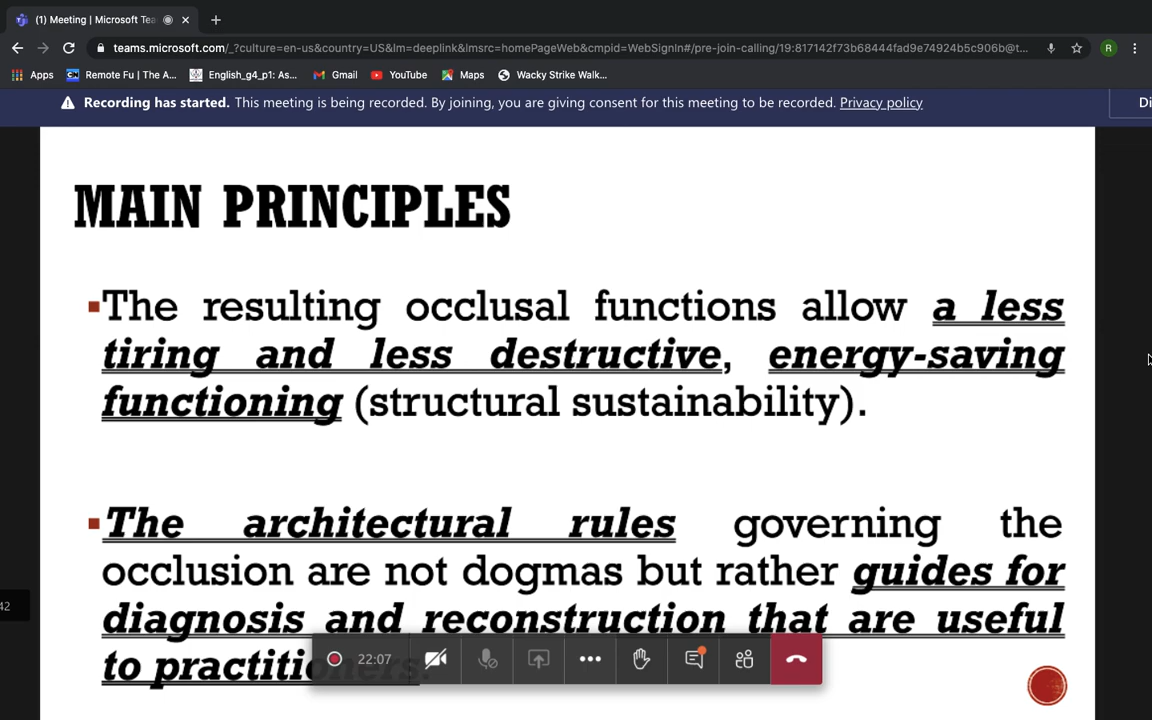 (1) Meeting | Microsoft Tea
teams.microsoft.com/_?culture=en-us&country=US&lm=deeplink&lmsrc=homePageWeb&cmpid=WebSignIn#/pre-join-calling/19:817142f73b68444fad9e74924b5c906b@t...
R
Apps Remote Fu | The A... English_g4_p1: As... Gmail YouTube Maps Wacky Strike Walk...
Recording has started. This meeting is being recorded. By joining, you are giving consent for this meeting to be recorded. Privacy policy
Di
MAIN PRINCIPLES
The resulting occlusal functions allow a less
tiring and less destructive, energy-saving
functioning (structural sustainability).
The architectural rules governing the
occlusion are not dogmas but rather guides for
diagnosis and reconstruction that are useful
to practitioners.
42
22:07